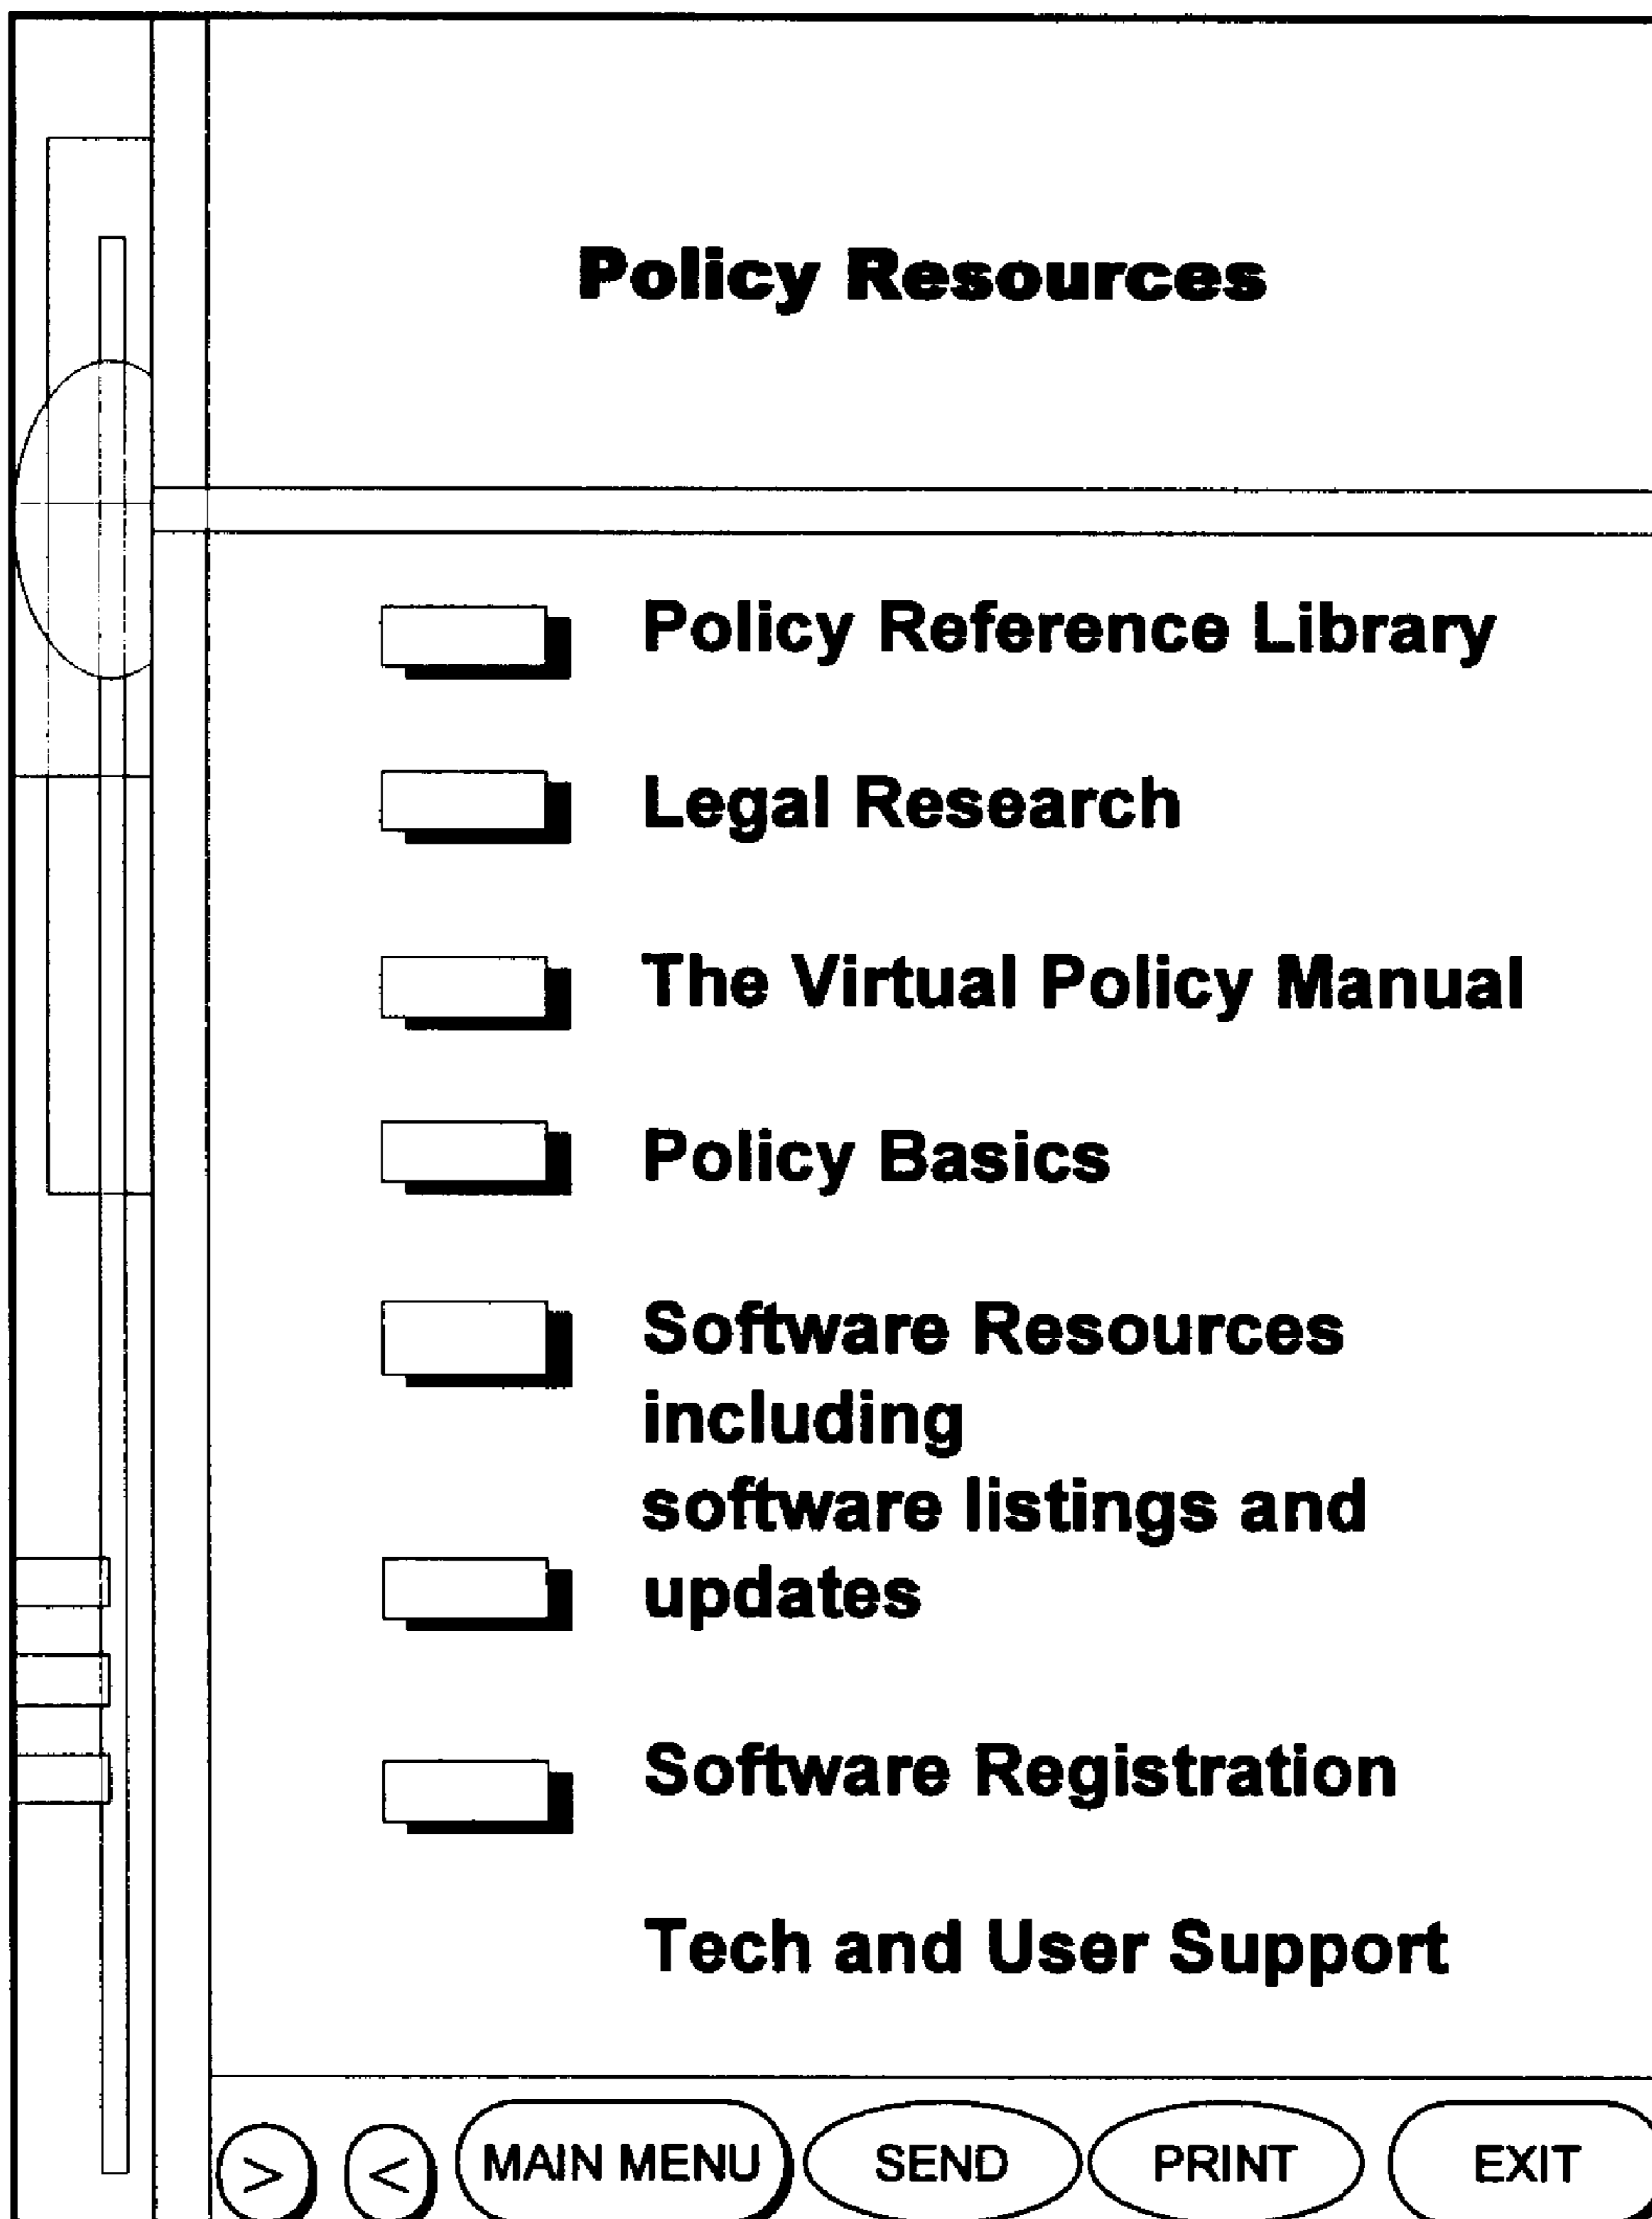 Policy Resources
Policy Reference Library
Legal Research
The Virtual Policy Manual
Policy Basics
Software Resources
including
software listings and
updates
Software Registration
Tech and User Support
> < MAIN MENU SEND PRINT EXIT